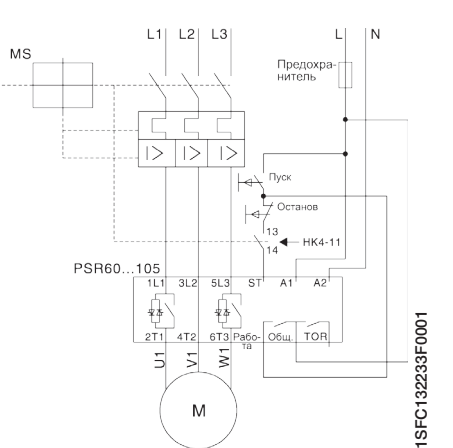 L1 L2 L3 L N
MS
Предохра-
нитель
I> I> I>
Пуск
Останов
13
14 HK4-11
PSR60...105
1L1 3L2 5L3 ST A1 A2
2T1 4T2 6T3 Рабо-
та Общ. TOR
U1 V1 W1
M
1SFC132233F0001